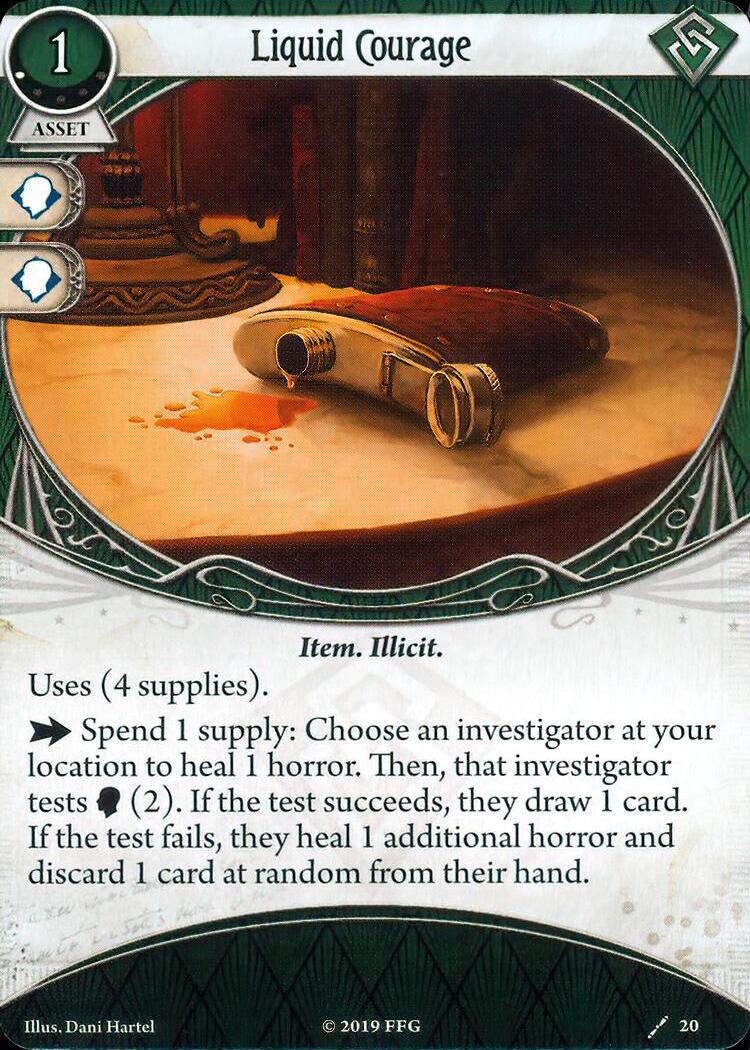 1
Liquid Courage
ASSET
Item. Illicit.
Uses (4 supplies).
Spend 1 supply: Choose an investigator at your
location to heal 1 horror. Then, that investigator
tests (2). If the test succeeds, they draw 1 card.
If the test fails, they heal 1 additional horror and
discard 1 card at random from their hand.
Illus. Dani Hartel
© 2019 FFG
20